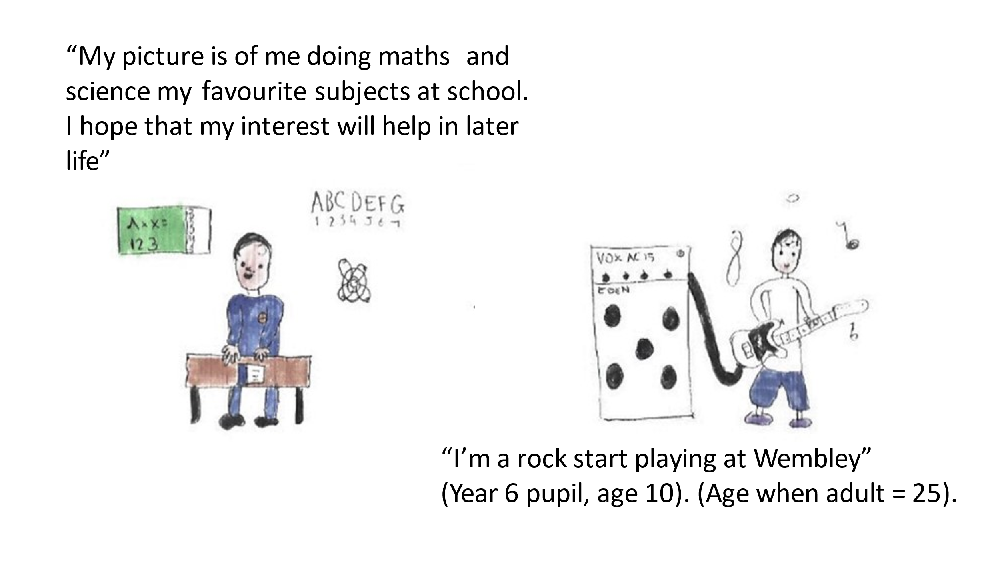 “My picture is of me doing maths and
science my favourite subjects at school.
I hope that my interest will help in later
life”
ABCDEFG
1 2 3 4 5 6 7
1 x x =
123
VOX AC 15
EDEN
“I’m a rock start playing at Wembley”
(Year 6 pupil, age 10). (Age when adult = 25).